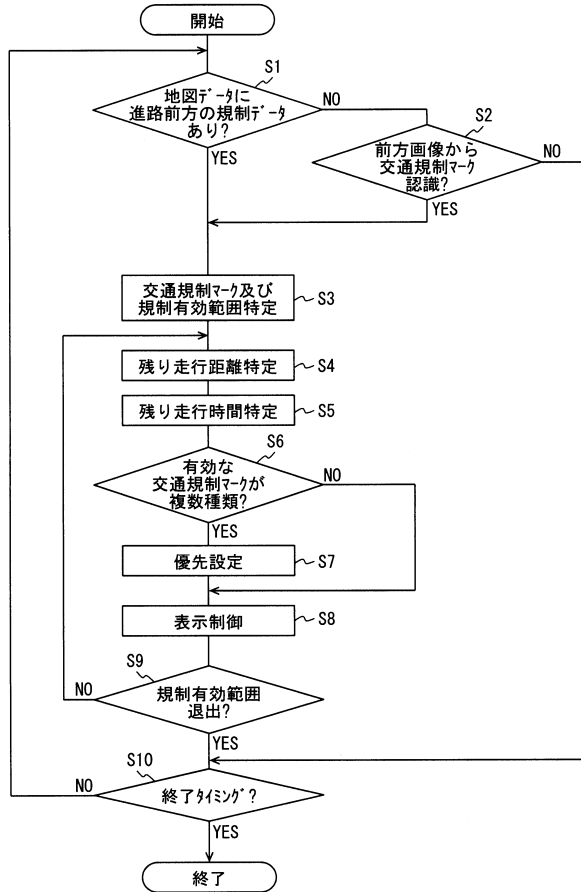 開始
S1
地図ﾃﾞｰﾀに
進路前方の規制ﾃﾞｰﾀ
あり?
NO
YES
S2
前方画像から
交通規制ﾏｰｸ
認識?
NO
YES
交通規制ﾏｰｸ及び
規制有効範囲特定
S3
残り走行距離特定
S4
残り走行時間特定
S5
S6
有効な
交通規制ﾏｰｸが
複数種類?
NO
YES
優先設定
S7
表示制御
S8
S9
規制有効範囲
退出?
NO
YES
S10
終了ﾀｲﾐﾝｸﾞ?
NO
YES
終了